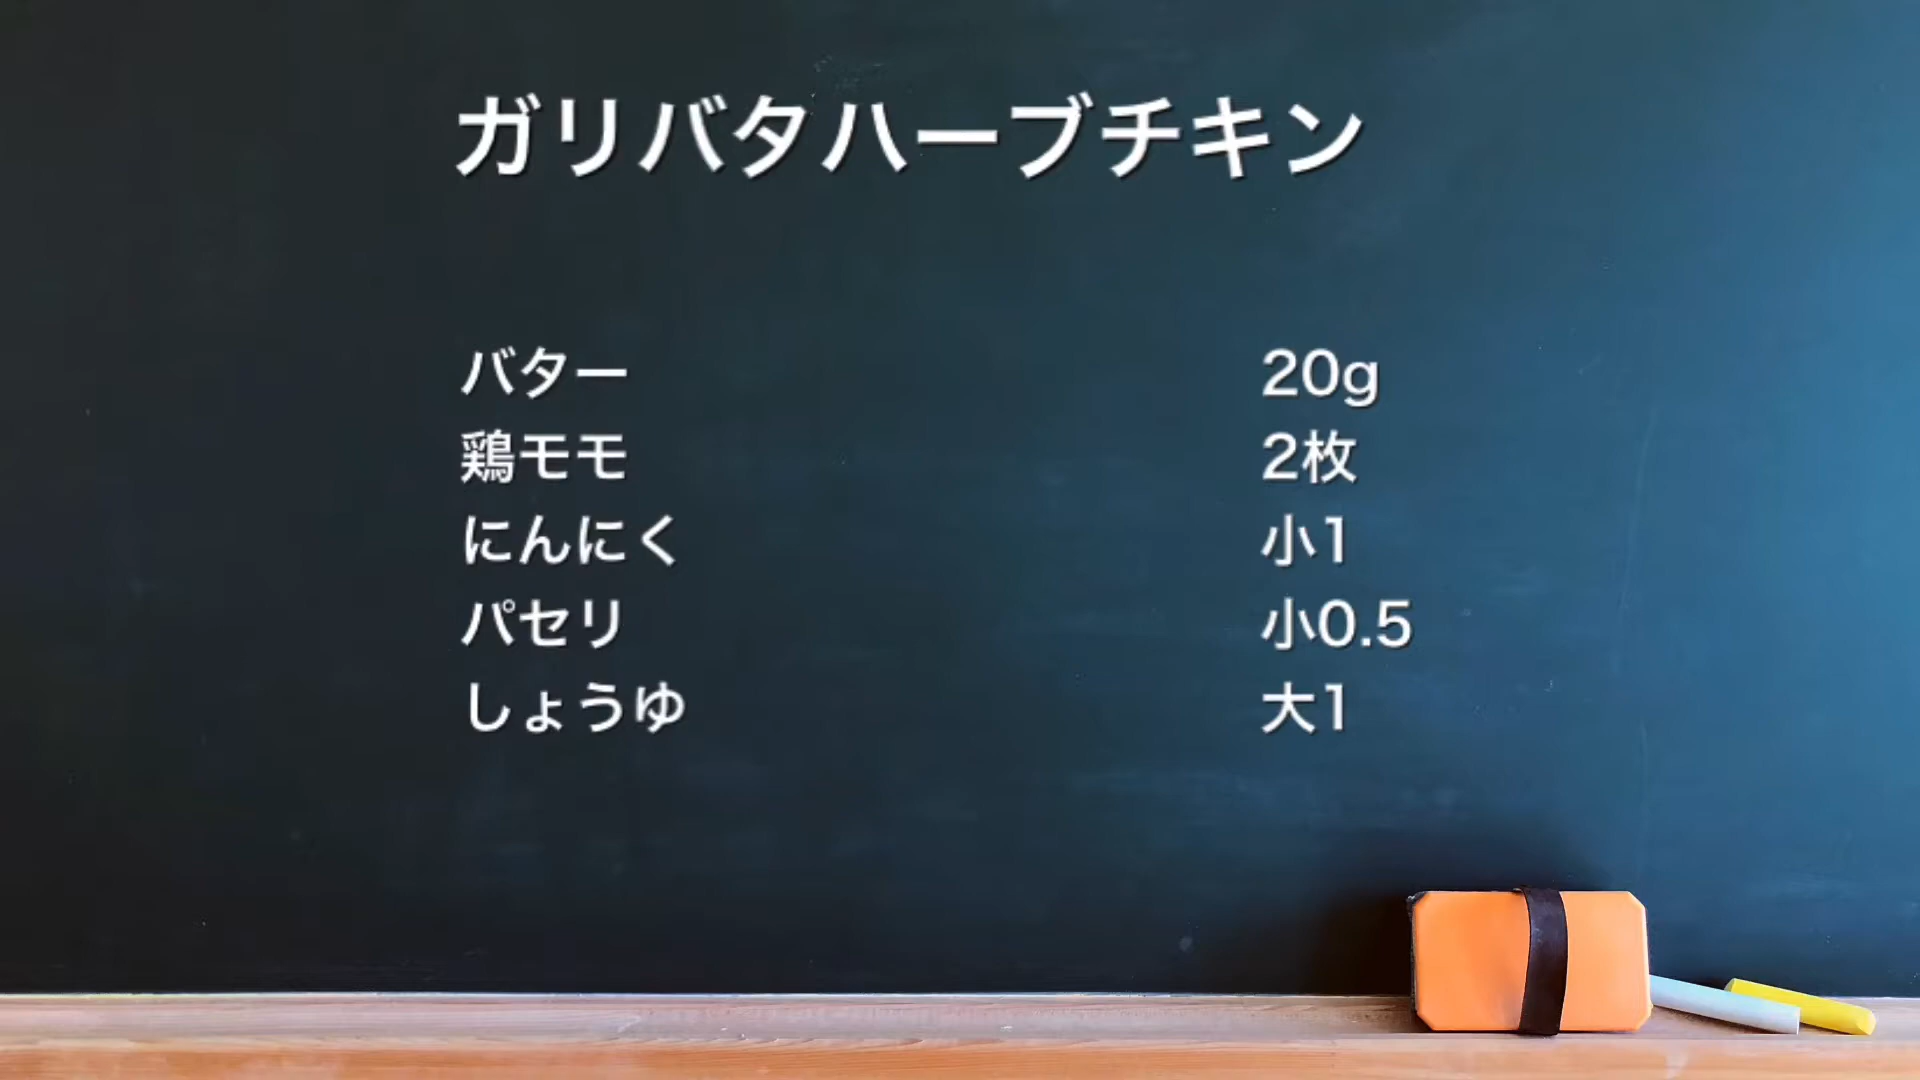 ガリバタハーブチキン
バター 20g
鶏モモ 2枚
にんにく 小1
パセリ 小0.5
しょうゆ 大1